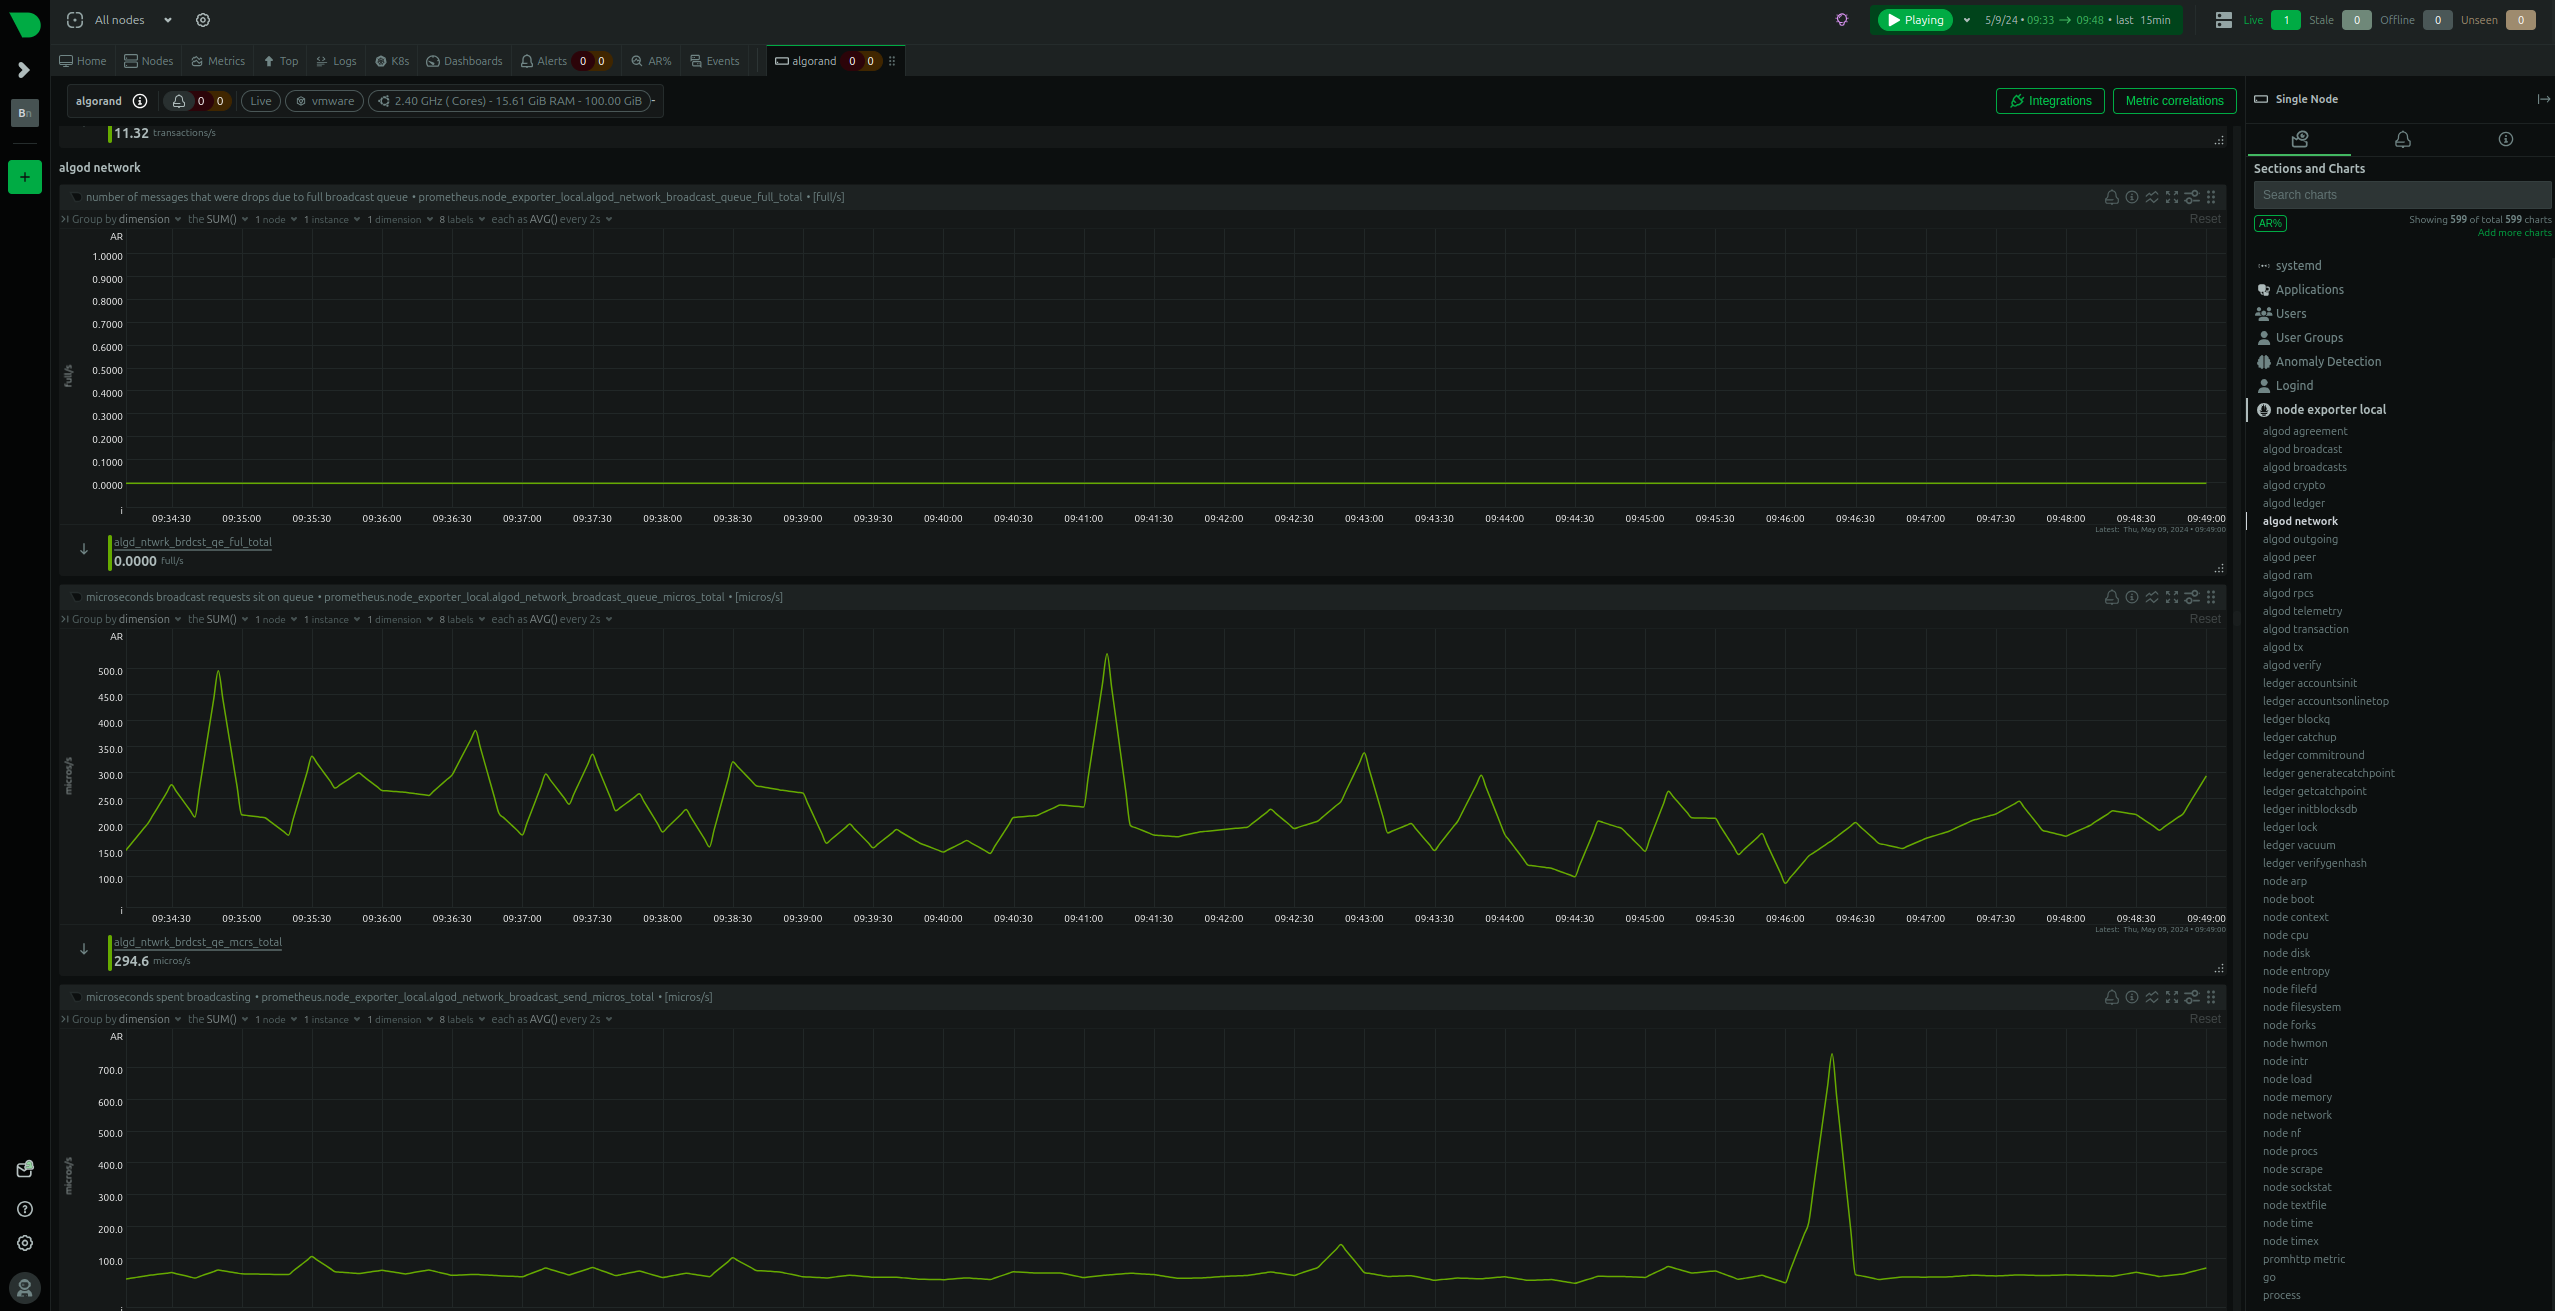 All nodes
Playing 5/9/24 • 09:33 → 09:48 • last 15min Live 1 Stale 0 Offline 0 Unseen 0
Home Nodes Metrics Top Logs K8s Dashboards Alerts 0 0 AR% Events algorand 0 0
Bn
algorand 0 0 Live vmware 2.40 GHz ( Cores) - 15.61 GiB RAM - 100.00 GiB -
Integrations Metric correlations
11.32 transactions/s
algod network
number of messages that were drops due to full broadcast queue • prometheus.node_exporter_local.algod_network_broadcast_queue_full_total • [full/s]
Group by dimension the SUM() 1 node 1 instance 1 dimension 8 labels each as AVG() every 2s Reset
AR
1.0000
0.9000
0.8000
0.7000
0.6000
0.5000
0.4000
0.3000
0.2000
0.1000
0.0000
full/s
i
09:34:30 09:35:00 09:35:30 09:36:00 09:36:30 09:37:00 09:37:30 09:38:00 09:38:30 09:39:00 09:39:30 09:40:00 09:40:30 09:41:00 09:41:30 09:42:00 09:42:30 09:43:00 09:43:30 09:44:00 09:44:30 09:45:00 09:45:30 09:46:00 09:46:30 09:47:00 09:47:30 09:48:00 09:48:30 09:49:00
Latest: Thu, May 09, 2024 • 09:49:00
algd_ntwrk_brdcst_qe_ful_total
0.0000 full/s
microseconds broadcast requests sit on queue • prometheus.node_exporter_local.algod_network_broadcast_queue_micros_total • [micros/s]
Group by dimension the SUM() 1 node 1 instance 1 dimension 8 labels each as AVG() every 2s Reset
AR
500.0
450.0
400.0
350.0
300.0
250.0
200.0
150.0
100.0
micros/s
i
09:34:30 09:35:00 09:35:30 09:36:00 09:36:30 09:37:00 09:37:30 09:38:00 09:38:30 09:39:00 09:39:30 09:40:00 09:40:30 09:41:00 09:41:30 09:42:00 09:42:30 09:43:00 09:43:30 09:44:00 09:44:30 09:45:00 09:45:30 09:46:00 09:46:30 09:47:00 09:47:30 09:48:00 09:48:30 09:49:00
Latest: Thu, May 09, 2024 • 09:49:00
algd_ntwrk_brdcst_qe_mcrs_total
294.6 micros/s
microseconds spent broadcasting • prometheus.node_exporter_local.algod_network_broadcast_send_micros_total • [micros/s]
Group by dimension the SUM() 1 node 1 instance 1 dimension 8 labels each as AVG() every 2s Reset
AR
700.0
600.0
500.0
400.0
300.0
200.0
100.0
micros/s
Single Node
Sections and Charts
Search charts
AR% Showing 599 of total 599 charts
Add more charts
systemd
Applications
Users
User Groups
Anomaly Detection
Logind
node exporter local
algod agreement
algod broadcast
algod broadcasts
algod crypto
algod ledger
algod network
algod outgoing
algod peer
algod ram
algod rpcs
algod telemetry
algod transaction
algod tx
algod verify
ledger accountsinit
ledger accountsonlinetop
ledger blockq
ledger catchup
ledger commitround
ledger generatecatchpoint
ledger getcatchpoint
ledger initblocksdb
ledger lock
ledger vacuum
ledger verifygenhash
node arp
node boot
node context
node cpu
node disk
node entropy
node filefd
node filesystem
node forks
node hwmon
node intr
node load
node memory
node network
node nf
node procs
node scrape
node sockstat
node textfile
node time
node timex
promhttp metric
go
process